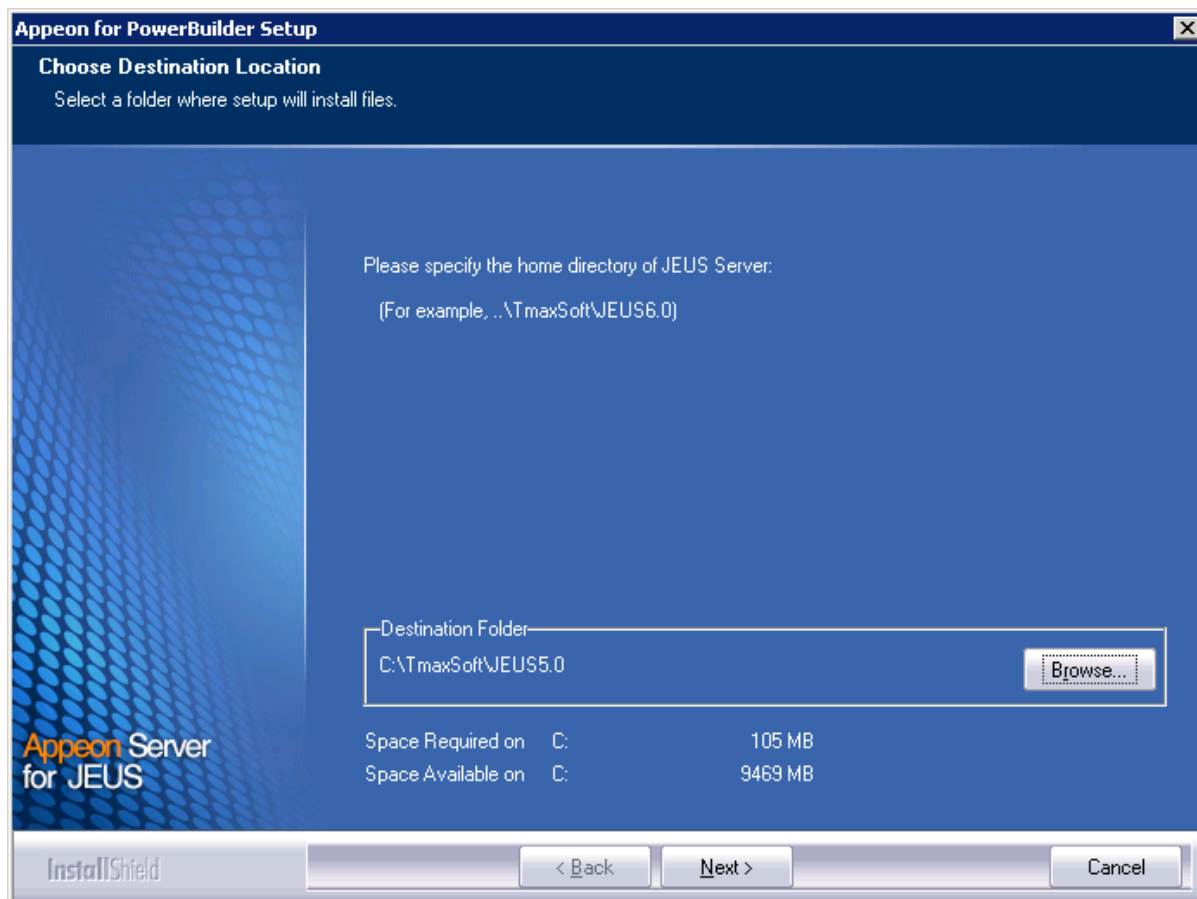 Appeon for PowerBuilder Setup
Choose Destination Location
Select a folder where setup will install files.
Please specify the home directory of JEUS Server:
(For example, ..\TmaxSoft\JEUS6.0)
Destination Folder
C:\TmaxSoft\JEUS5.0
Browse...
Space Required on C: 105 MB
Space Available on C: 9469 MB
Appeon Server
for JEUS
InstallShield
< Back
Next >
Cancel